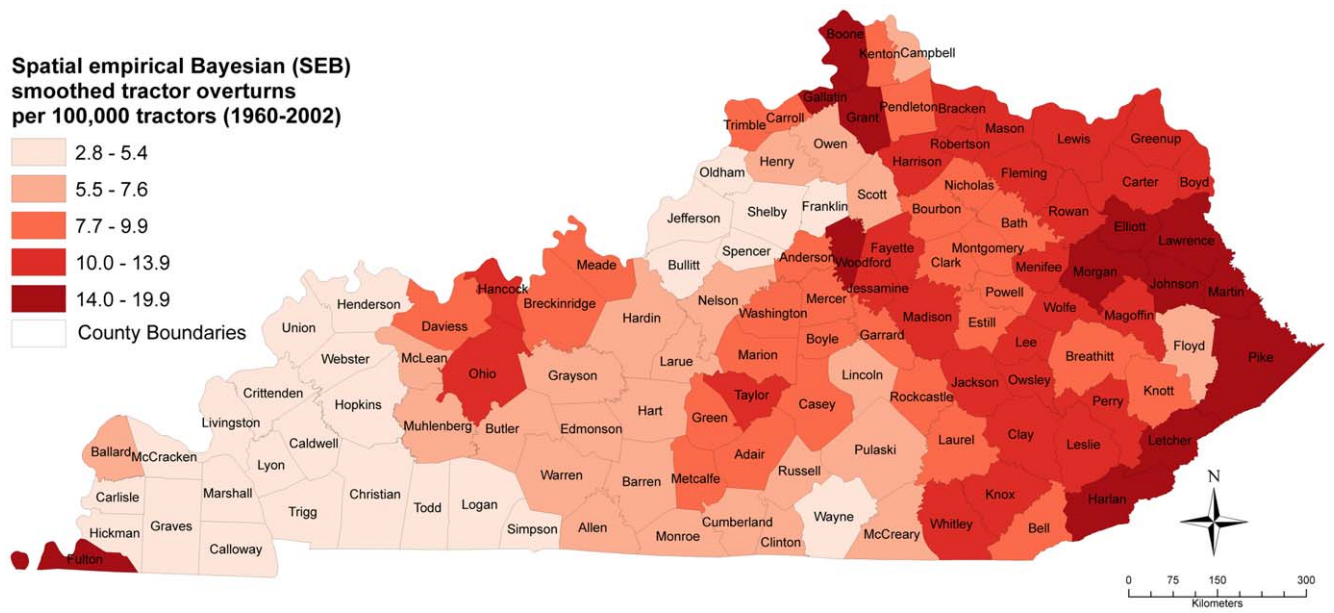 Spatial empirical Bayesian (SEB)
smoothed tractor overturns
per 100,000 tractors (1960-2002)
2.8 - 5.4
5.5 - 7.6
7.7 - 9.9
10.0 - 13.9
14.0 - 19.9
County Boundaries
Boone
Kenton
Campbell
Gallatin
Grant
Pendleton
Bracken
Trimble
Carroll
Owen
Mason
Lewis
Greenup
Robertson
Harrison
Henry
Oldham
Fleming
Carter
Boyd
Nicholas
Scott
Franklin
Shelby
Jefferson
Bourbon
Rowan
Bath
Elliott
Lawrence
Spencer
Bullitt
Anderson
Woodford
Fayette
Montgomery
Clark
Menifee
Morgan
Johnson
Martin
Meade
Hancock
Breckinridge
Nelson
Washington
Mercer
Jessamine
Madison
Powell
Estill
Wolfe
Magoffin
Henderson
Union
Daviess
Hardin
Boyle
Garrard
Lee
Floyd
Pike
Webster
McLean
Larue
Marion
Lincoln
Breathitt
Ohio
Grayson
Jackson
Owsley
Knott
Crittenden
Hopkins
Hart
Taylor
Casey
Rockcastle
Perry
Livingston
Muhlenberg
Butler
Edmonson
Green
Clay
Leslie
Letcher
Caldwell
Laurel
Pulaski
Adair
Ballard
McCracken
Lyon
Warren
Barren
Metcalfe
Russell
Knox
Harlan
Carlisle
Marshall
Christian
Todd
Logan
Trigg
Wayne
Whitley
Bell
Hickman
Graves
Calloway
Simpson
Allen
Monroe
Cumberland
Clinton
McCreary
Fulton
N
0 75 150 300
Kilometers